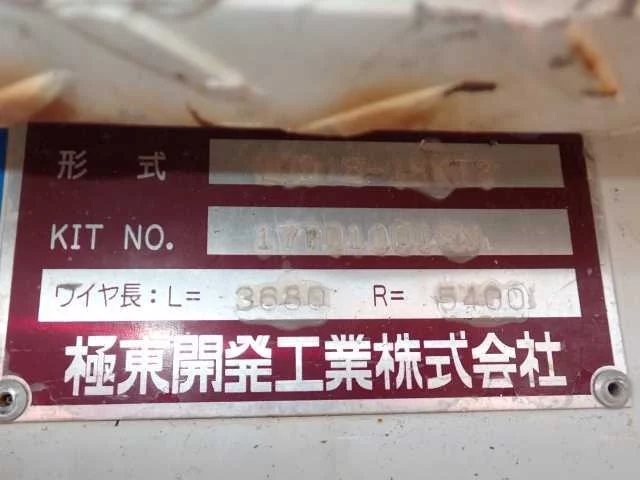 形 式
KIT NO.
ワイヤ長：L= 3680 R= 5400
極東開発工業株式会社